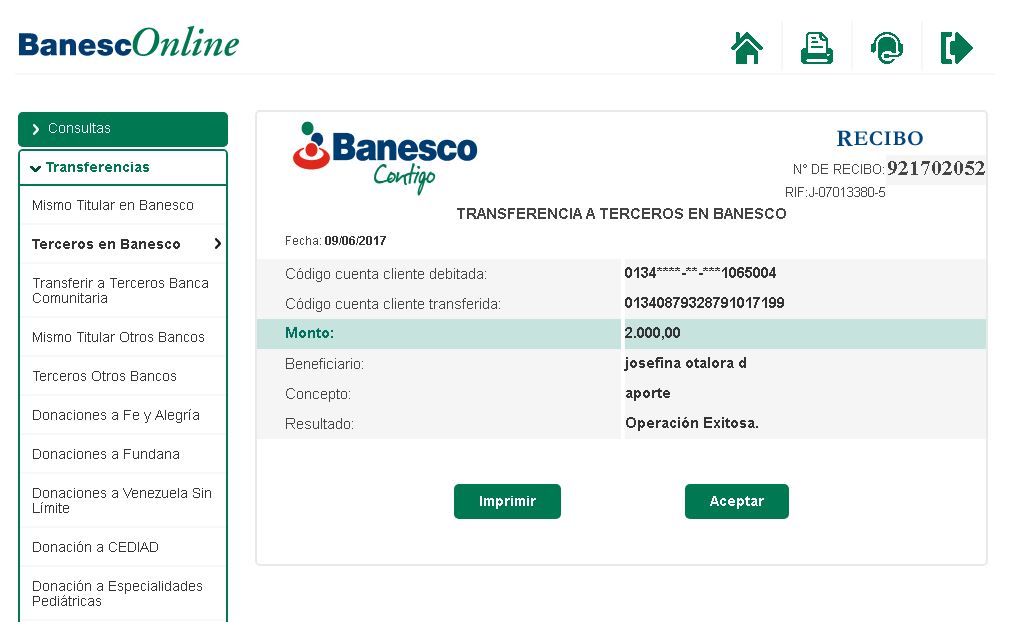 BanescOnline
Consultas
Transferencias
Mismo Titular en Banesco
Terceros en Banesco
Transferir a Terceros Banca
Comunitaria
Mismo Titular Otros Bancos
Terceros Otros Bancos
Donaciones a Fe y Alegría
Donaciones a Fundana
Donaciones a Venezuela Sin
Límite
Donación a CEDIAD
Donación a Especialidades
Pediátricas
Banesco
Contigo
RECIBO
N° DE RECIBO: 921702052
RIF:J-07013380-5
TRANSFERENCIA A TERCEROS EN BANESCO
Fecha: 09/06/2017
Código cuenta cliente debitada: 0134****-**-***1065004
Código cuenta cliente transferida: 01340879328791017199
Monto: 2.000,00
Beneficiario: josefina otalora d
Concepto: aporte
Resultado: Operación Exitosa.
Imprimir Aceptar